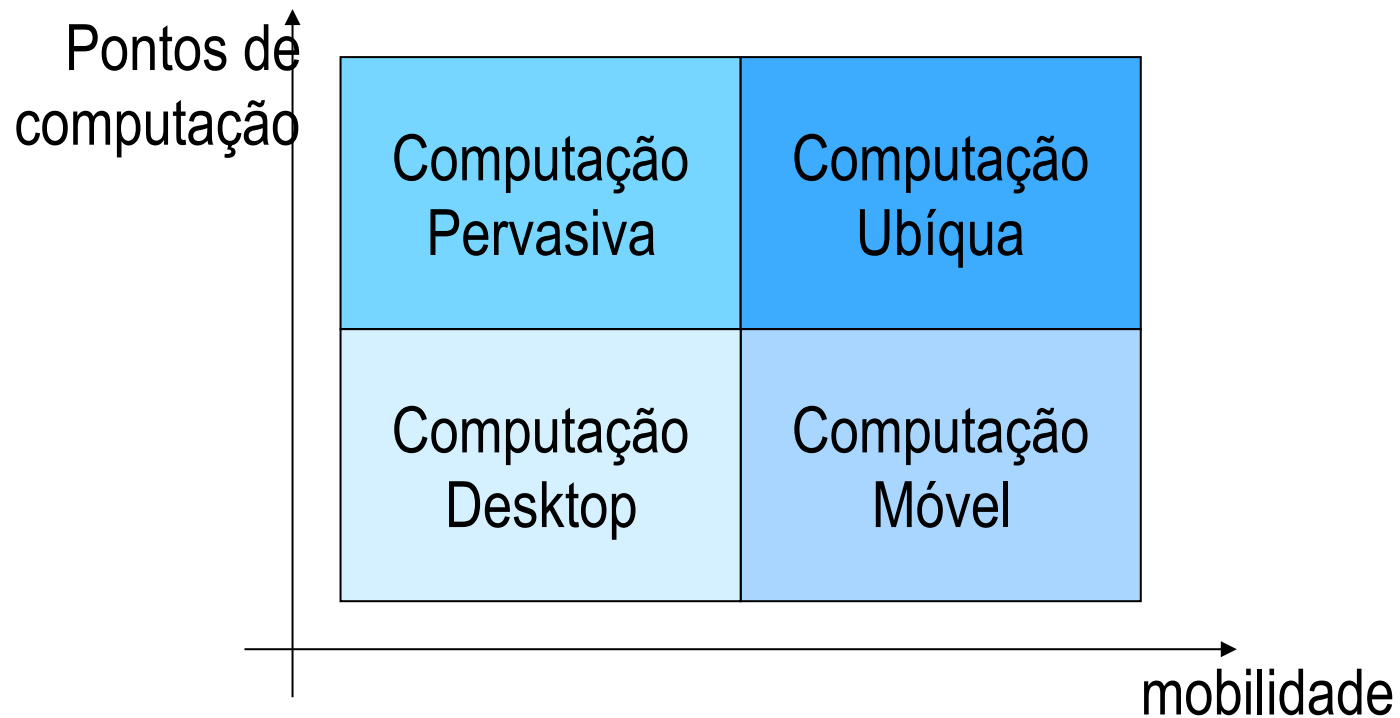 Pontos de
computação
Computação
Pervasiva
Computação
Ubíqua
Computação
Desktop
Computação
Móvel
mobilidade